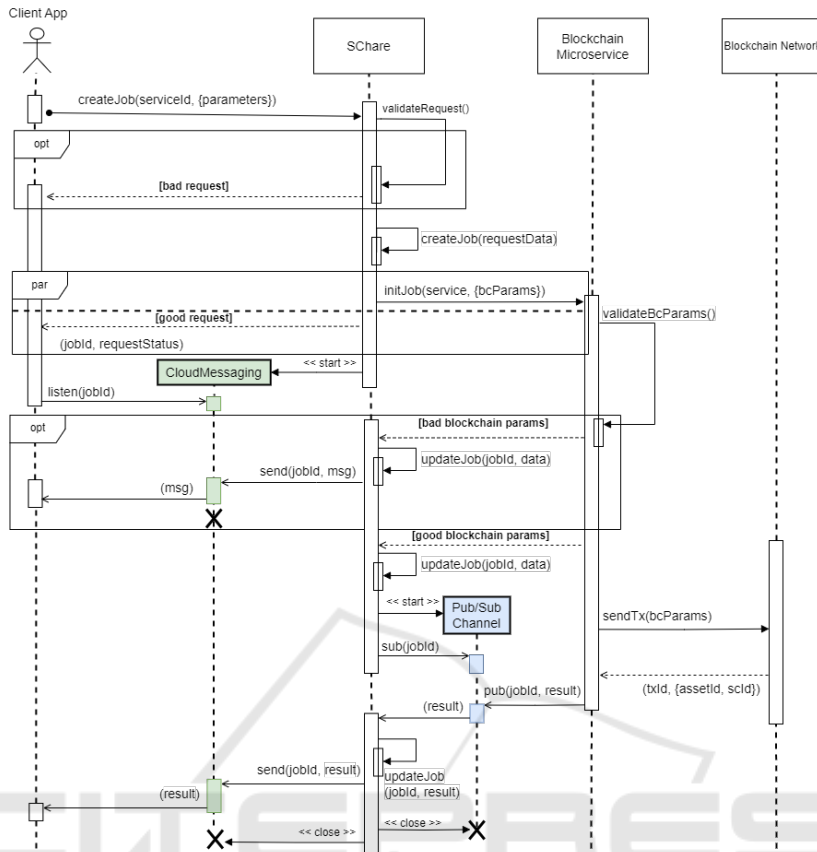 Client App
SChare
Blockchain
Microservice
Blockchain Network
createJob(serviceId, {parameters})
validateRequest()
opt
[bad request]
createJob(requestData)
par
initJob(service, {bcParams})
[good request]
validateBcParams()
(jobId, requestStatus)
<< start >>
CloudMessaging
listen(jobId)
opt
[bad blockchain params]
updateJob(jobId, data)
send(jobId, msg)
(msg)
[good blockchain params]
updateJob(jobId, data)
<< start >>
Pub/Sub
Channel
sendTx(bcParams)
sub(jobId)
(txId, {assetId, scId})
pub(jobId, result)
(result)
send(jobId, result)
updateJob
(jobId, result)
(result)
<< close >>
<< close >>